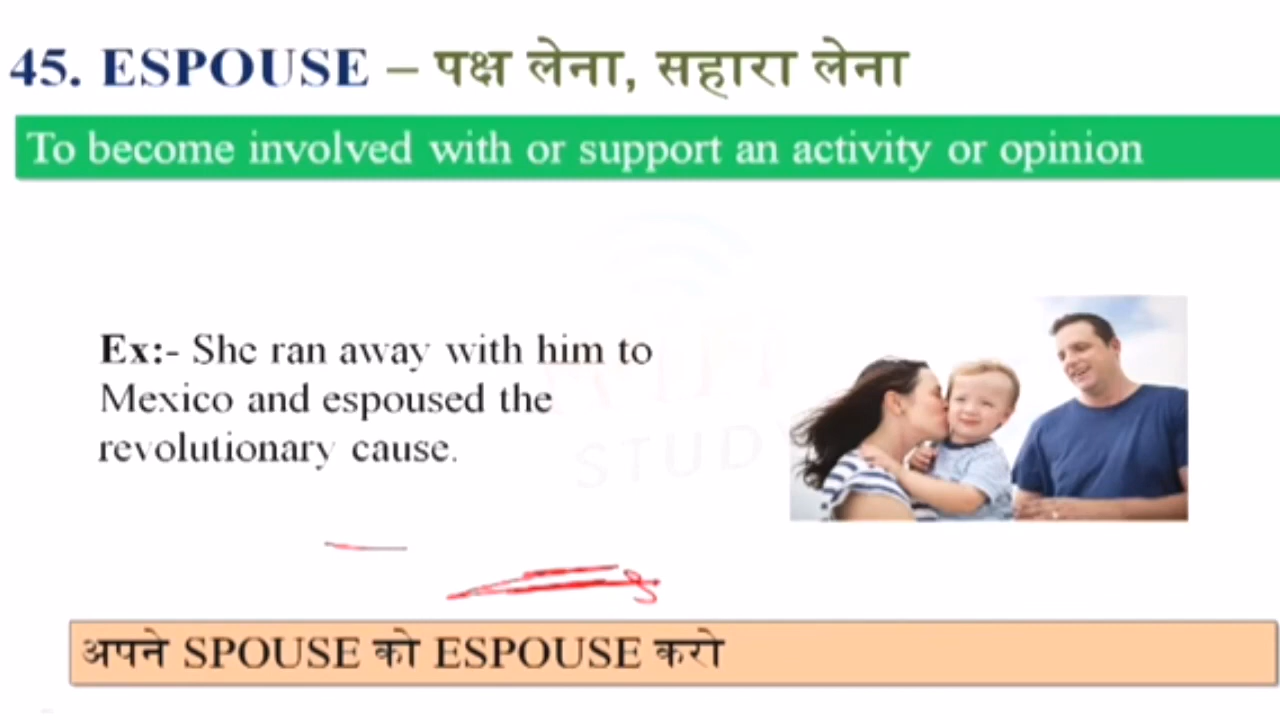 45. ESPOUSE – पक्ष लेना, सहारा लेना
To become involved with or support an activity or opinion
Ex:- She ran away with him to
Mexico and espoused the
revolutionary cause.
STUDY
अपने SPOUSE को ESPOUSE करो